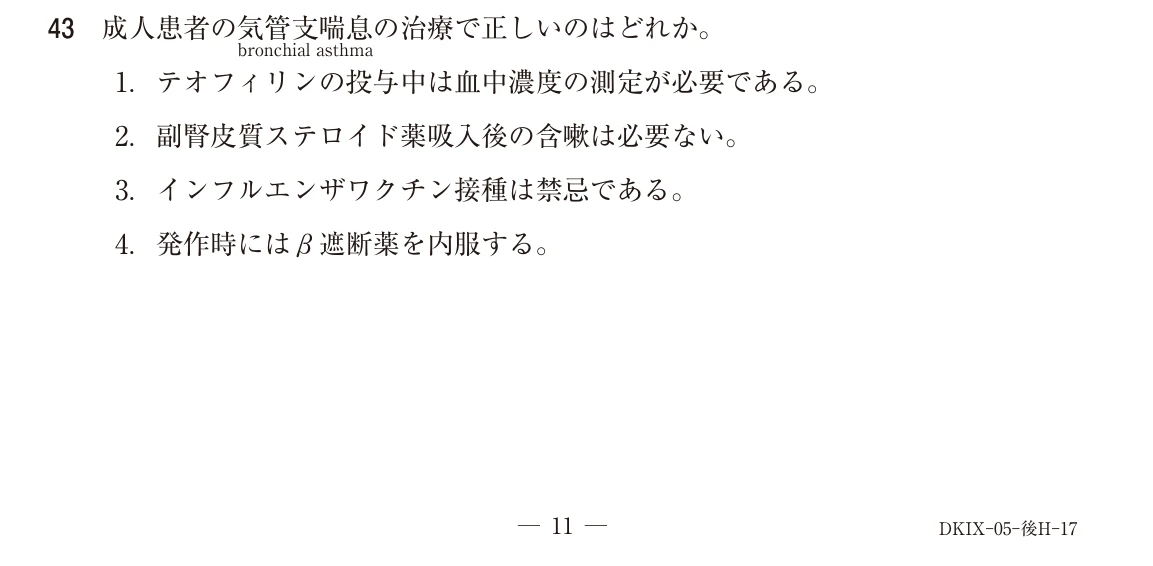 43 成人患者の気管支喘息の治療で正しいのはどれか。
bronchial asthma
1. テオフィリンの投与中は血中濃度の測定が必要である。
2. 副腎皮質ステロイド薬吸入後の含嗽は必要ない。
3. インフルエンザワクチン接種は禁忌である。
4. 発作時にはβ遮断薬を内服する。
― 11 ―
DKIX-05-後H-17